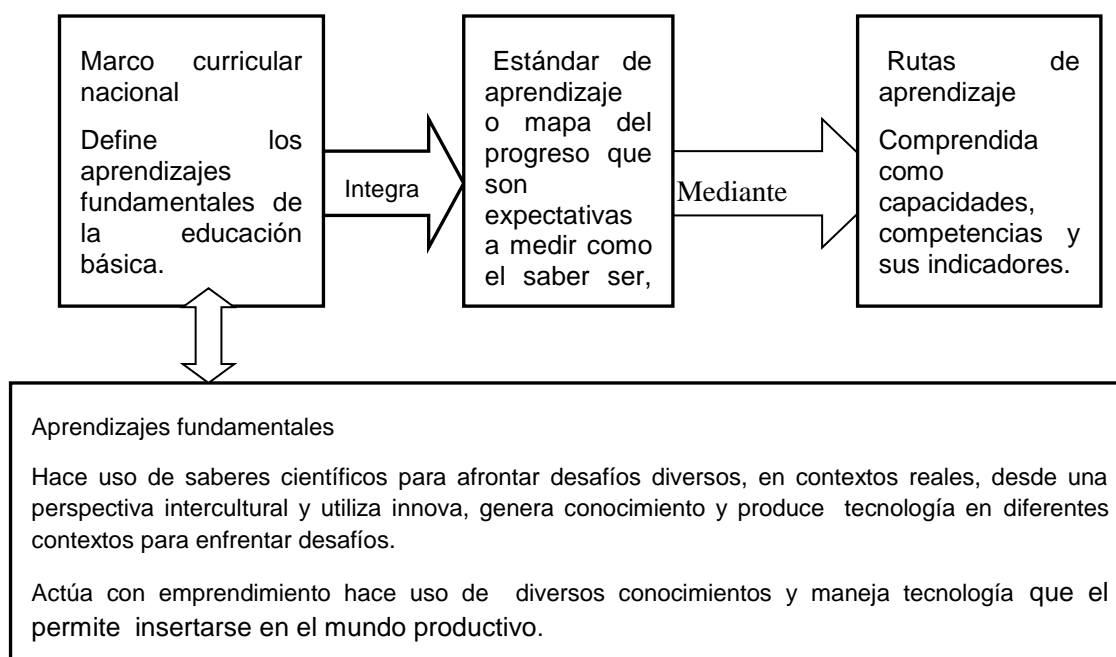 Marco curricular
nacional
Define los
aprendizajes
fundamentales de
la educación
básica.
Integra
Estándar de
aprendizaje
o mapa del
progreso que
son
expectativas
a medir como
el saber ser,
Mediante
Rutas de
aprendizaje
Comprendida
como
capacidades,
competencias y
sus indicadores.
Aprendizajes fundamentales
Hace uso de saberes científicos para afrontar desafíos diversos, en contextos reales, desde una
perspectiva intercultural y utiliza innova, genera conocimiento y produce tecnología en diferentes
contextos para enfrentar desafíos.
Actúa con emprendimiento hace uso de diversos conocimientos y maneja tecnología que el
permite insertarse en el mundo productivo.